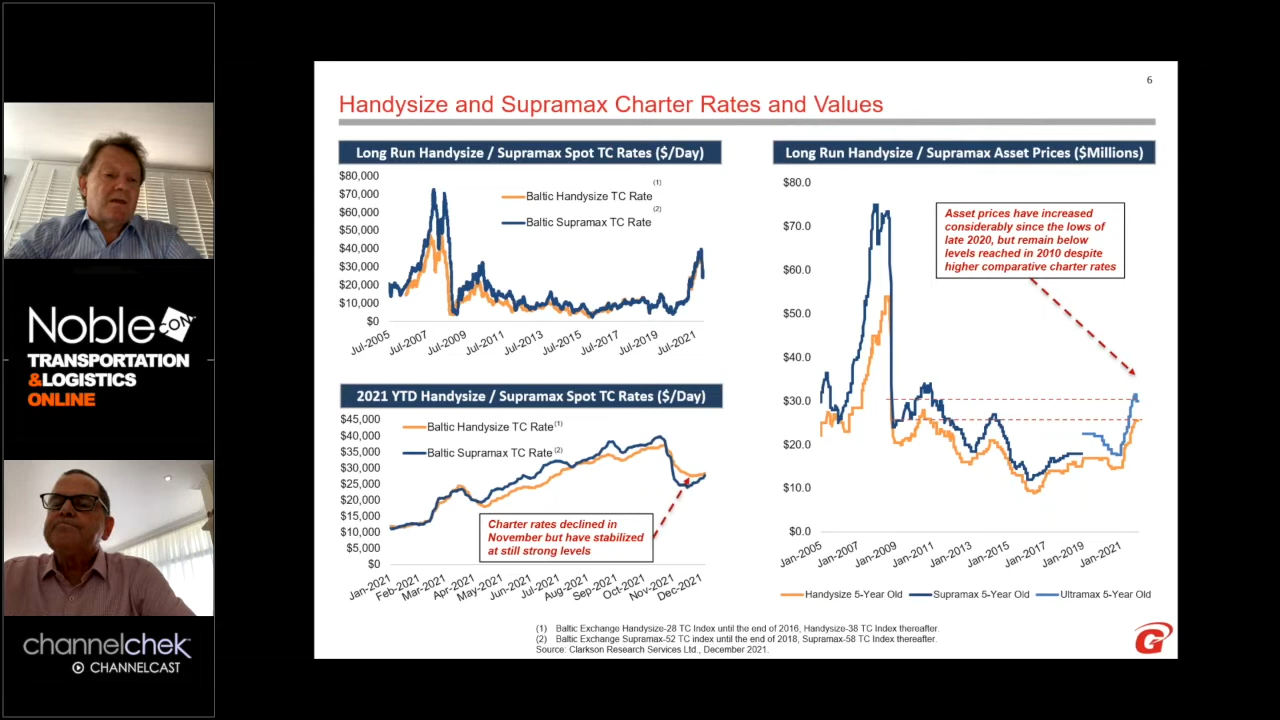 Noble
CON
TRANSPORTATION
&LOGISTICS
ONLINE
channelchek
CHANNELCAST
6
Handysize and Supramax Charter Rates and Values
Long Run Handysize / Supramax Spot TC Rates ($/Day)
$80,000
$70,000
$60,000
$50,000
$40,000
$30,000
$20,000
$10,000
$0
Baltic Handysize TC Rate (1)
Baltic Supramax TC Rate (2)
Jul-2005
Jul-2007
Jul-2009
Jul-2011
Jul-2013
Jul-2015
Jul-2017
Jul-2019
Jul-2021
2021 YTD Handysize / Supramax Spot TC Rates ($/Day)
$45,000
$40,000
$35,000
$30,000
$25,000
$20,000
$15,000
$10,000
$5,000
$0
Baltic Handysize TC Rate(1)
Baltic Supramax TC Rate (2)
Charter rates declined in
November but have stabilized
at still strong levels
Jan-2021
Feb-2021
Mar-2021
Apr-2021
May-2021
Jun-2021
Jul-2021
Aug-2021
Sep-2021
Oct-2021
Nov-2021
Dec-2021
Long Run Handysize / Supramax Asset Prices ($Millions)
$80.0
$70.0
$60.0
$50.0
$40.0
$30.0
$20.0
$10.0
$0.0
Asset prices have increased
considerably since the lows of
late 2020, but remain below
levels reached in 2010 despite
higher comparative charter rates
Jan-2005
Jan-2007
Jan-2009
Jan-2011
Jan-2013
Jan-2015
Jan-2017
Jan-2019
Jan-2021
Handysize 5-Year Old
Supramax 5-Year Old
Ultramax 5-Year Old
(1) Baltic Exchange Handysize-28 TC Index until the end of 2016, Handysize-38 TC Index thereafter.
(2) Baltic Exchange Supramax-52 TC index until the end of 2018, Supramax-58 TC Index thereafter.
Source: Clarkson Research Services Ltd., December 2021.
G